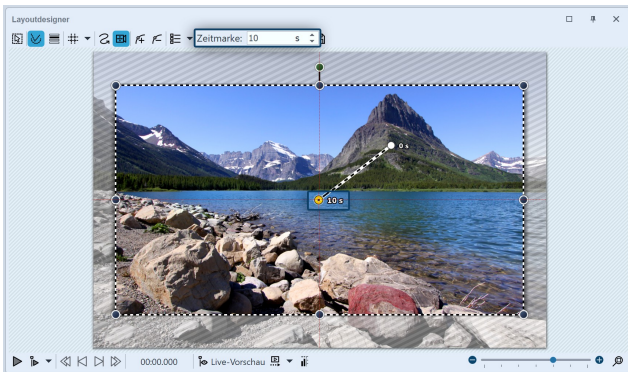 Layoutdesigner
Zeitmarke: 10 s
0 s
10 s
00:00.000 Live-Vorschau